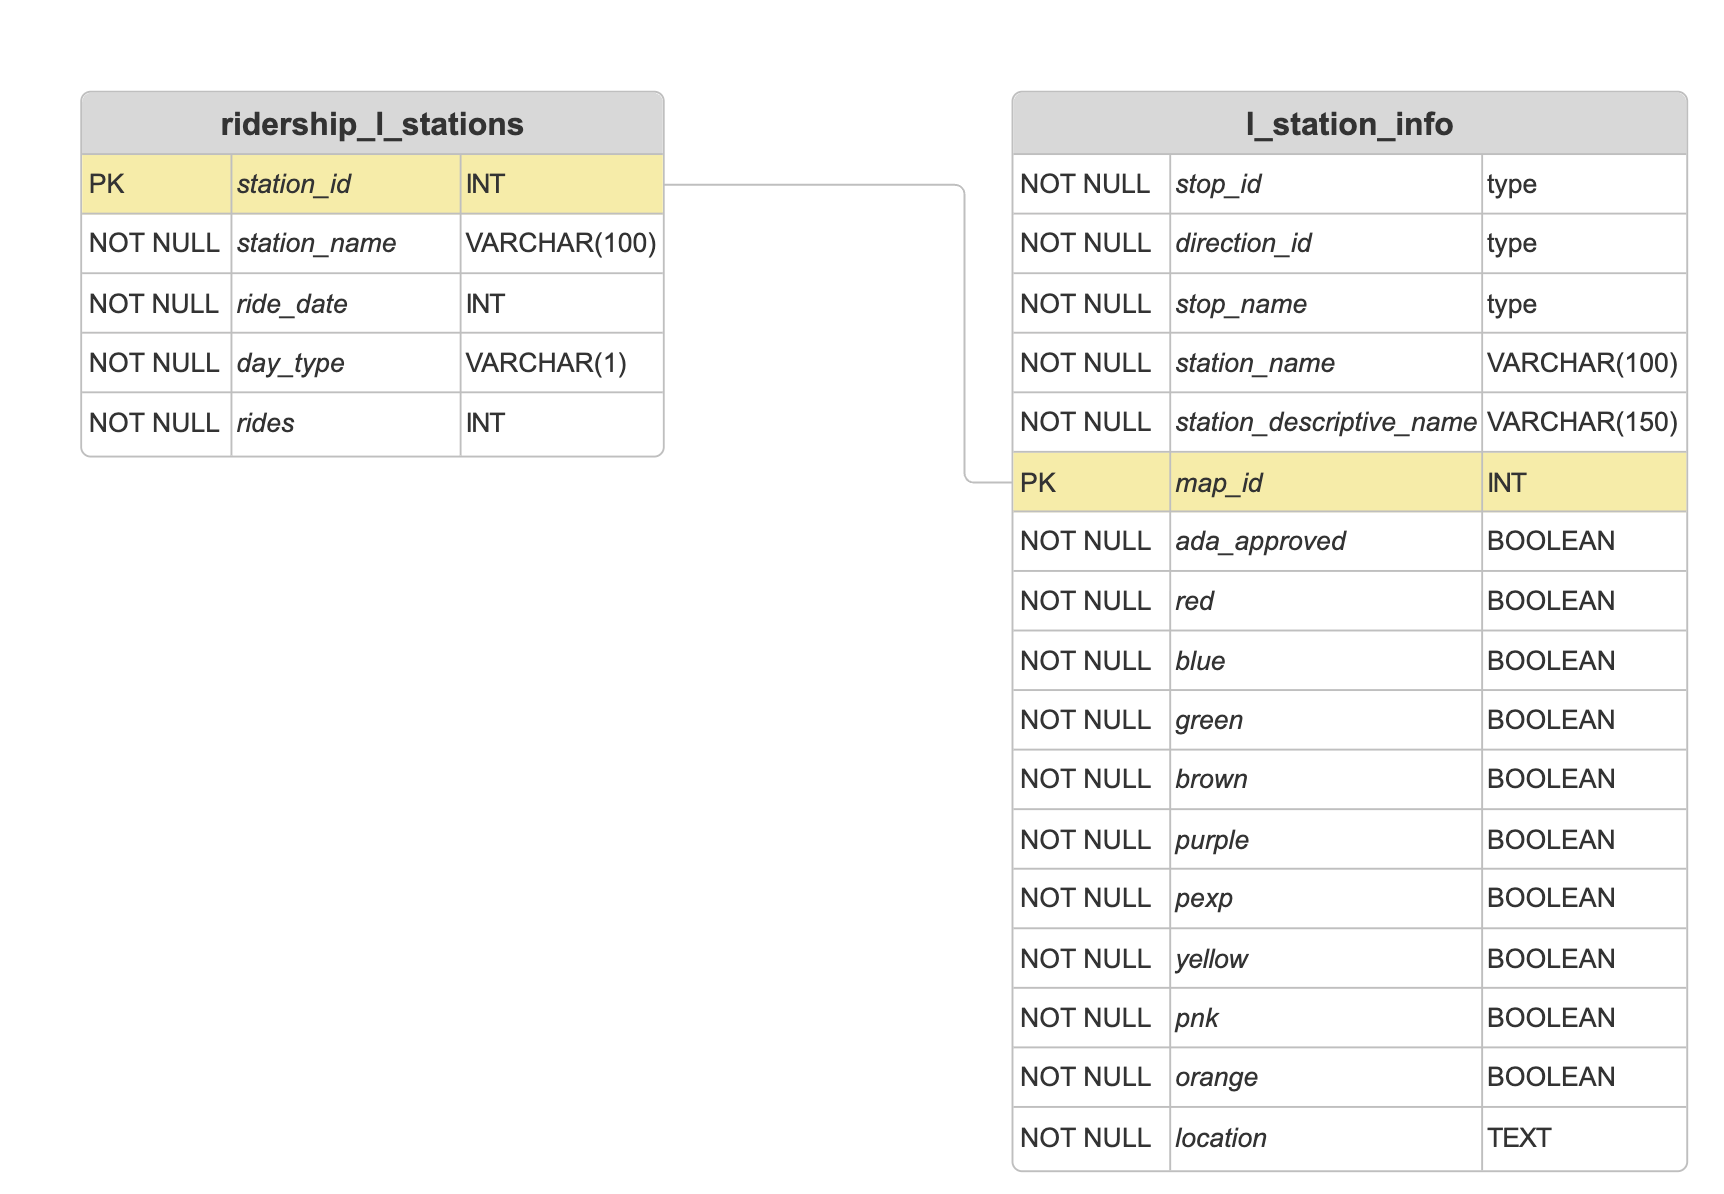 ridership_l_stations
PK station_id INT
NOT NULL station_name VARCHAR(100)
NOT NULL ride_date INT
NOT NULL day_type VARCHAR(1)
NOT NULL rides INT
l_station_info
NOT NULL stop_id type
NOT NULL direction_id type
NOT NULL stop_name type
NOT NULL station_name VARCHAR(100)
NOT NULL station_descriptive_name VARCHAR(150)
PK map_id INT
NOT NULL ada_approved BOOLEAN
NOT NULL red BOOLEAN
NOT NULL blue BOOLEAN
NOT NULL green BOOLEAN
NOT NULL brown BOOLEAN
NOT NULL purple BOOLEAN
NOT NULL pexp BOOLEAN
NOT NULL yellow BOOLEAN
NOT NULL pnk BOOLEAN
NOT NULL orange BOOLEAN
NOT NULL location TEXT